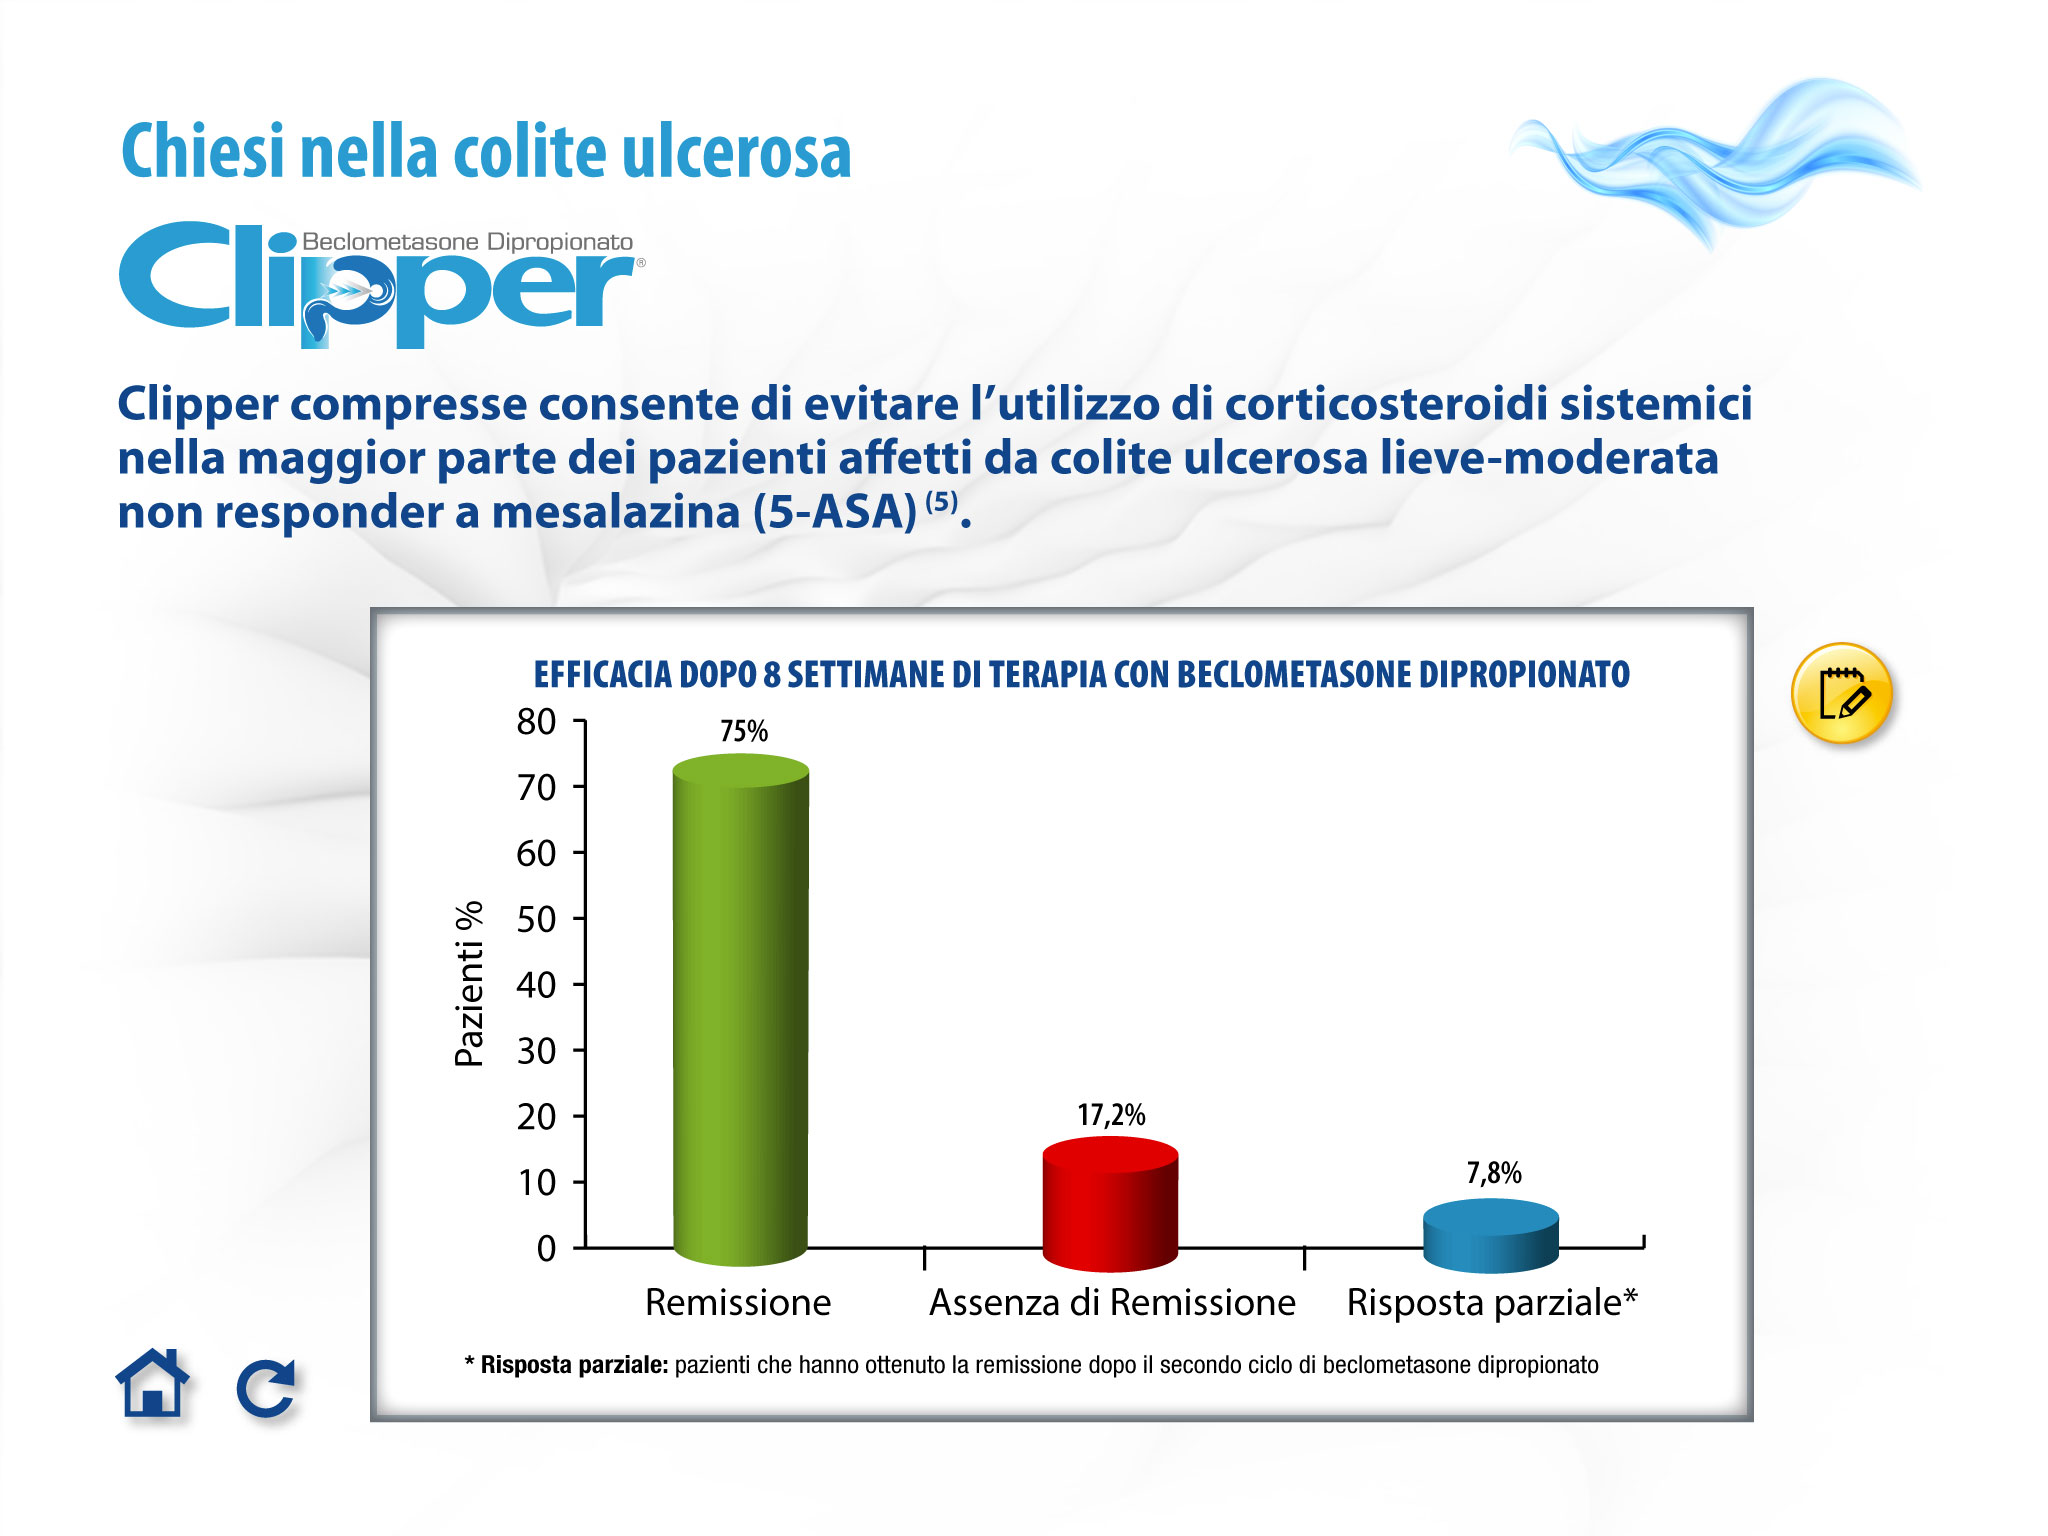 Chiesi nella colite ulcerosa
Beclometasone Dipropionato
Clipper®
Clipper compresse consente di evitare l’utilizzo di corticosteroidi sistemici
nella maggior parte dei pazienti affetti da colite ulcerosa lieve-moderata
non responder a mesalazina (5-ASA) (5).
EFFICACIA DOPO 8 SETTIMANE DI TERAPIA CON BECLOMETASONE DIPROPIONATO
80
70
60
50
40
30
20
10
0
Pazienti %
75%
17,2%
7,8%
Remissione
Assenza di Remissione
Risposta parziale*
* Risposta parziale: pazienti che hanno ottenuto la remissione dopo il secondo ciclo di beclometasone dipropionato